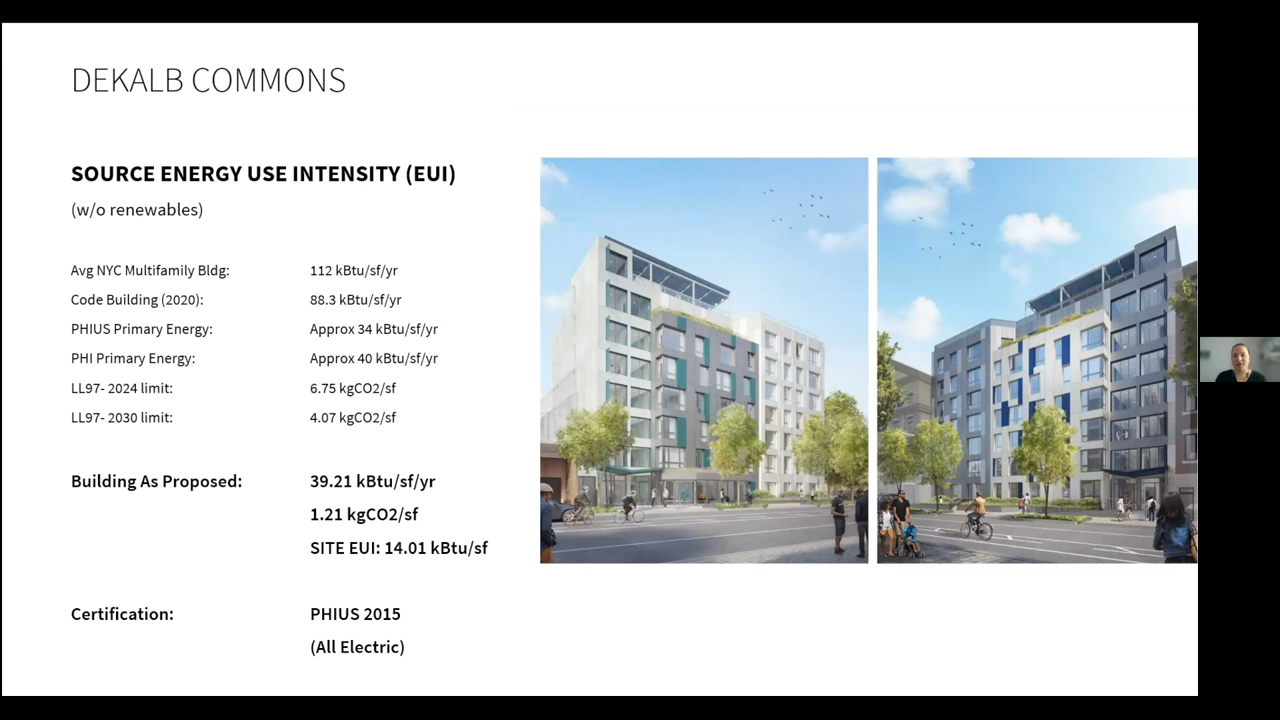 DEKALB COMMONS
SOURCE ENERGY USE INTENSITY (EUI)
(w/o renewables)
Avg NYC Multifamily Bldg: 112 kBtu/sf/yr
Code Building (2020): 88.3 kBtu/sf/yr
PHIUS Primary Energy: Approx 34 kBtu/sf/yr
PHI Primary Energy: Approx 40 kBtu/sf/yr
LL97- 2024 limit: 6.75 kgCO2/sf
LL97- 2030 limit: 4.07 kgCO2/sf
Building As Proposed: 39.21 kBtu/sf/yr
1.21 kgCO2/sf
SITE EUI: 14.01 kBtu/sf
Certification: PHIUS 2015
(All Electric)